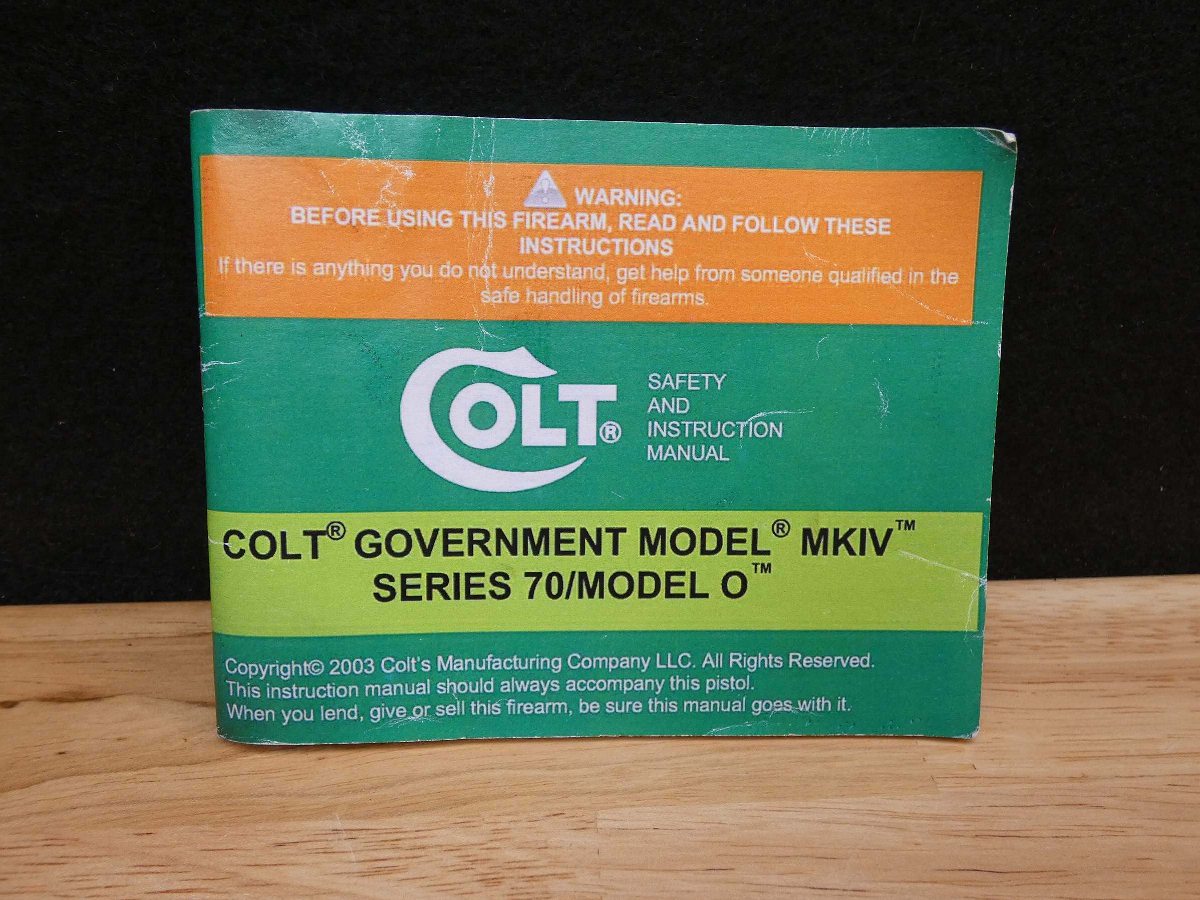 WARNING:
BEFORE USING THIS FIREARM, READ AND FOLLOW THESE
INSTRUCTIONS
If there is anything you do not understand, get help from someone qualified in the
safe handling of firearms.
COLT®
SAFETY
AND
INSTRUCTION
MANUAL
COLT® GOVERNMENT MODEL® MKIV™
SERIES 70/MODEL O™
Copyright© 2003 Colt's Manufacturing Company LLC. All Rights Reserved.
This instruction manual should always accompany this pistol.
When you lend, give or sell this firearm, be sure this manual goes with it.